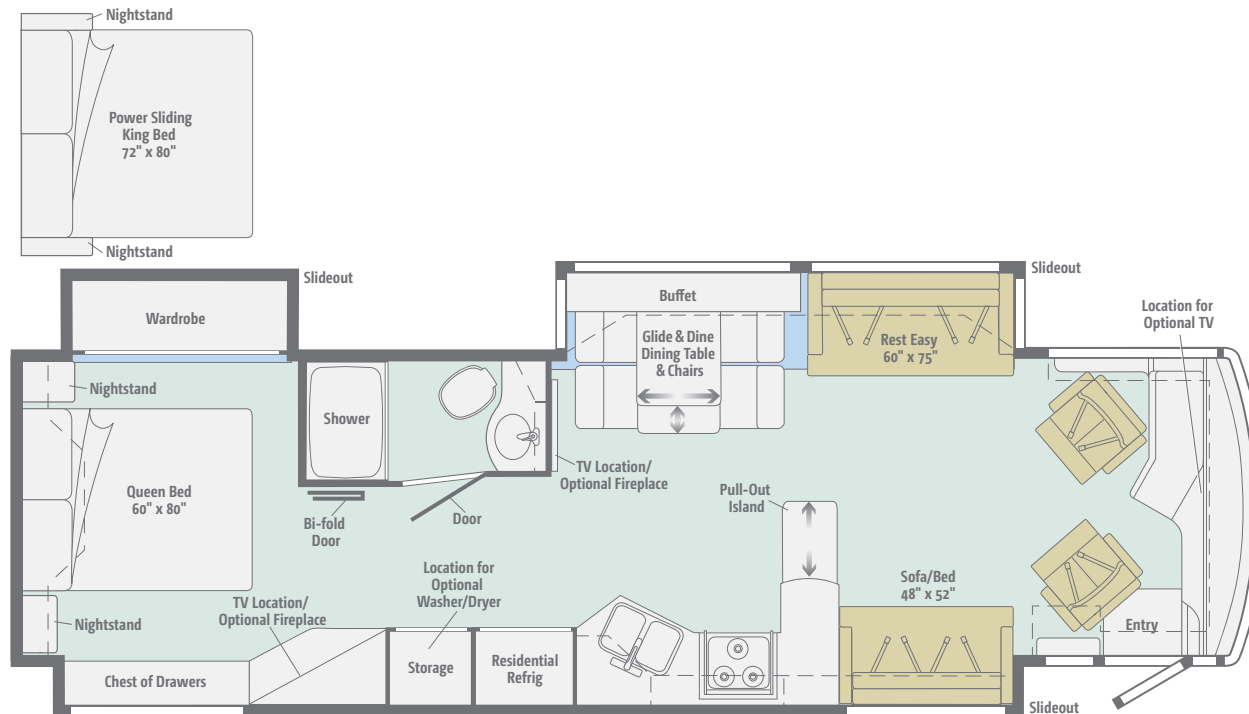 Nightstand
Power Sliding
King Bed
72" x 80"
Nightstand
Slideout
Slideout
Wardrobe
Buffet
Location for
Optional TV
Glide & Dine
Dining Table
& Chairs
Rest Easy
60" x 75"
Nightstand
Shower
TV Location/
Optional Fireplace
Queen Bed
60" x 80"
Bi-fold
Door
Door
Pull-Out
Island
Location for
Optional
Washer/Dryer
Sofa/Bed
48" x 52"
TV Location/
Optional Fireplace
Nightstand
Entry
Chest of Drawers
Storage
Residential
Refrig
Slideout